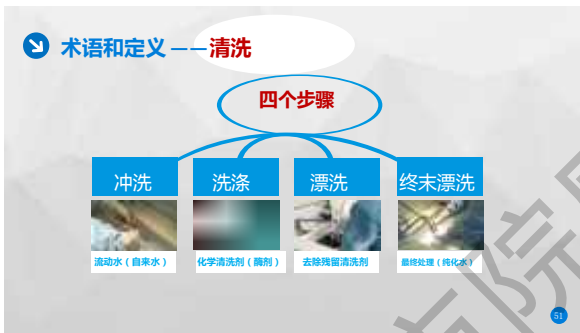 术语和定义——清洗
四个步骤
冲洗 洗涤 漂洗 终末漂洗
流动水（自来水） 化学清洗剂（酶剂） 去除残留清洗剂 最终处理（纯化水）
院
51